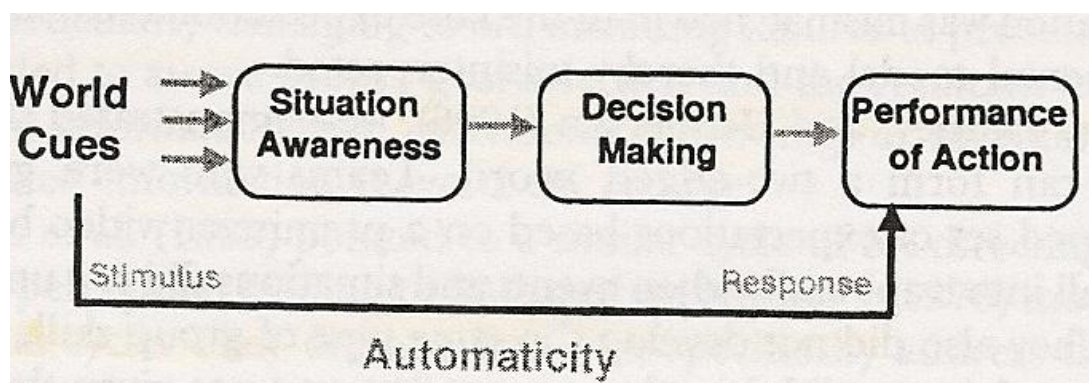 World
Cues
Situation
Awareness
Decision
Making
Performance
of Action
Stimulus
Response
Automaticity